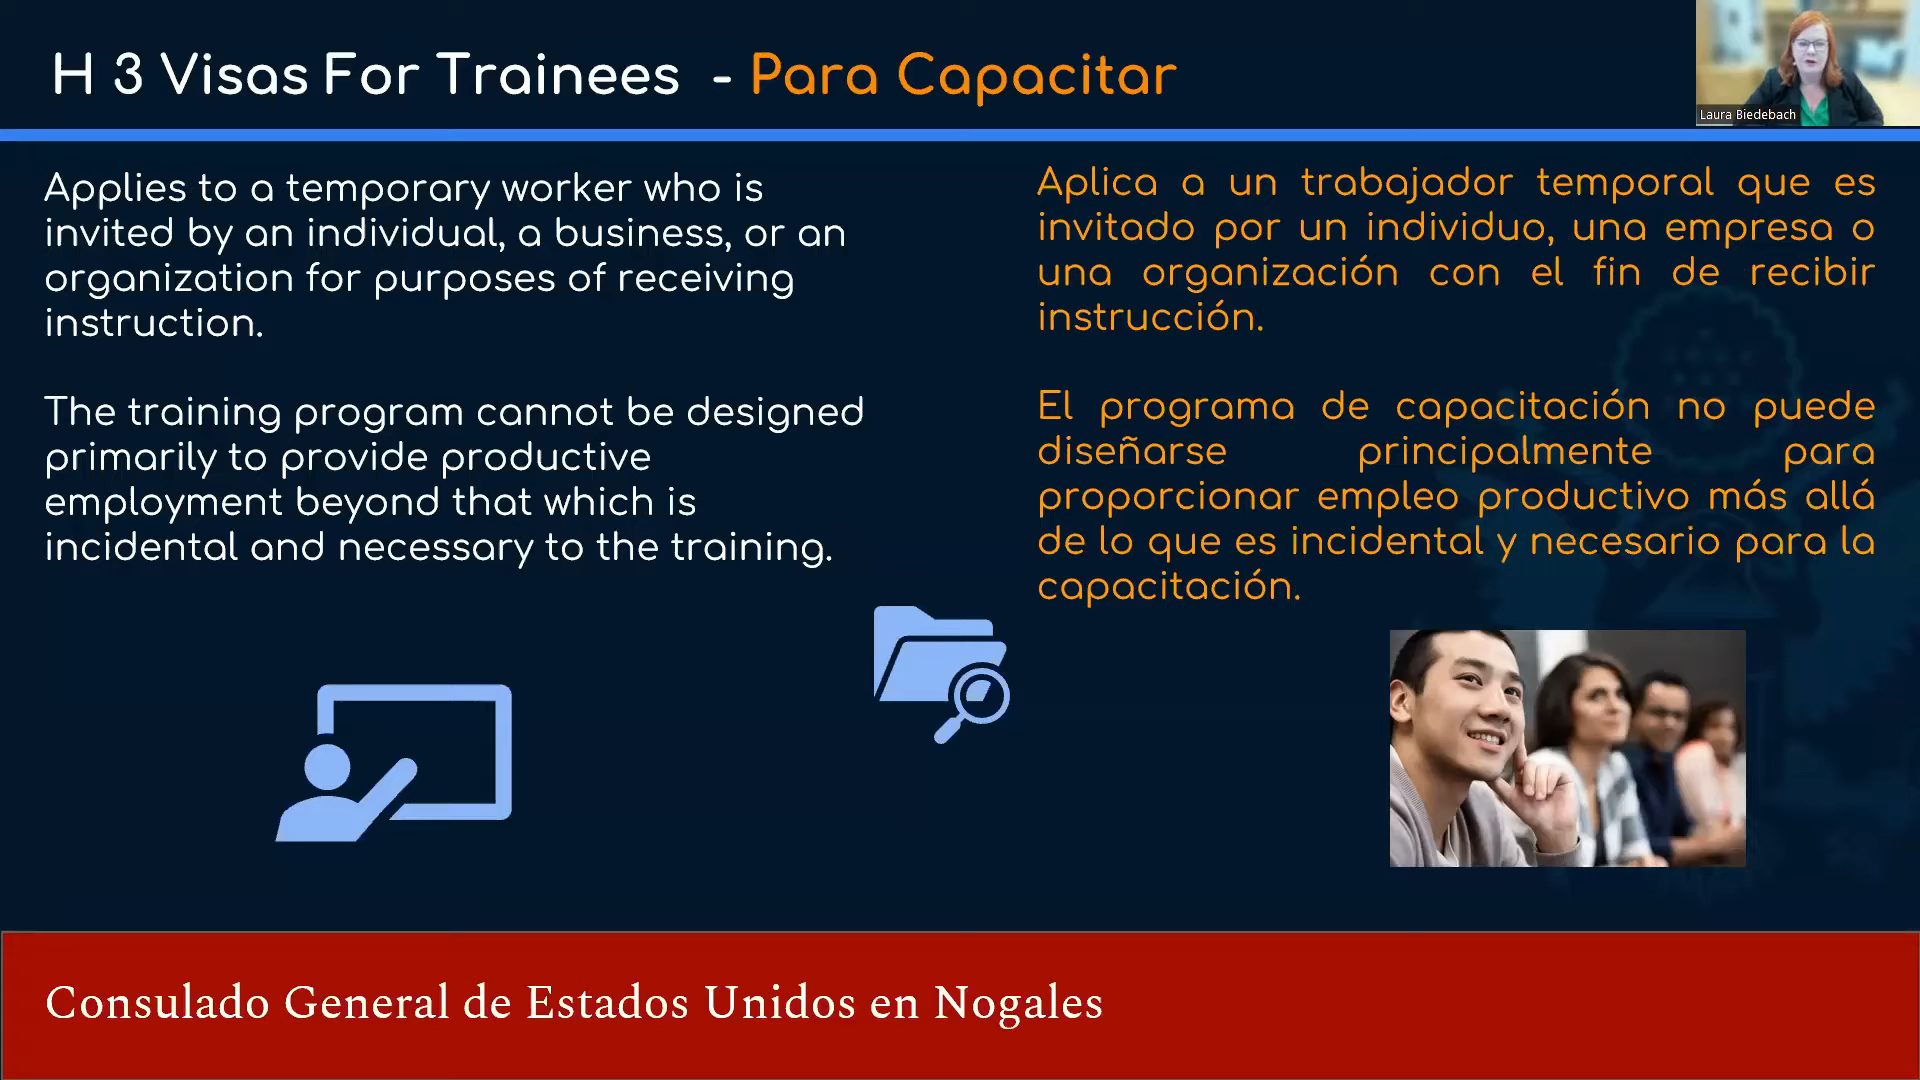 H 3 Visas For Trainees - Para Capacitar
Laura Biedebach
Applies to a temporary worker who is
invited by an individual, a business, or an
organization for purposes of receiving
instruction.
The training program cannot be designed
primarily to provide productive
employment beyond that which is
incidental and necessary to the training.
Aplica a un trabajador temporal que es
invitado por un individuo, una empresa o
una organización con el fin de recibir
instrucción.
El programa de capacitación no puede
diseñarse principalmente para
proporcionar empleo productivo más allá
de lo que es incidental y necesario para la
capacitación.
Consulado General de Estados Unidos en Nogales